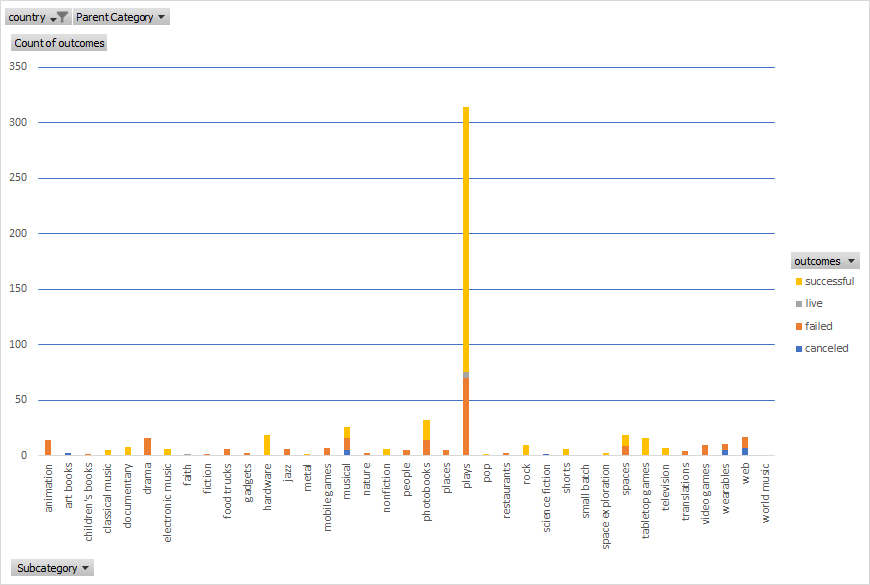 country Parent Category
Count of outcomes
350
300
250
200
150
100
50
0
animation
art books
children's books
classical music
documentary
drama
electronic music
faith
fiction
food trucks
gadgets
hardware
jazz
metal
mobile games
musical
nature
nonfiction
people
photobooks
places
plays
pop
restaurants
rock
science fiction
shorts
small batch
space exploration
spaces
tabletop games
television
translations
video games
wearables
web
world music
outcomes
successful
live
failed
canceled
Subcategory